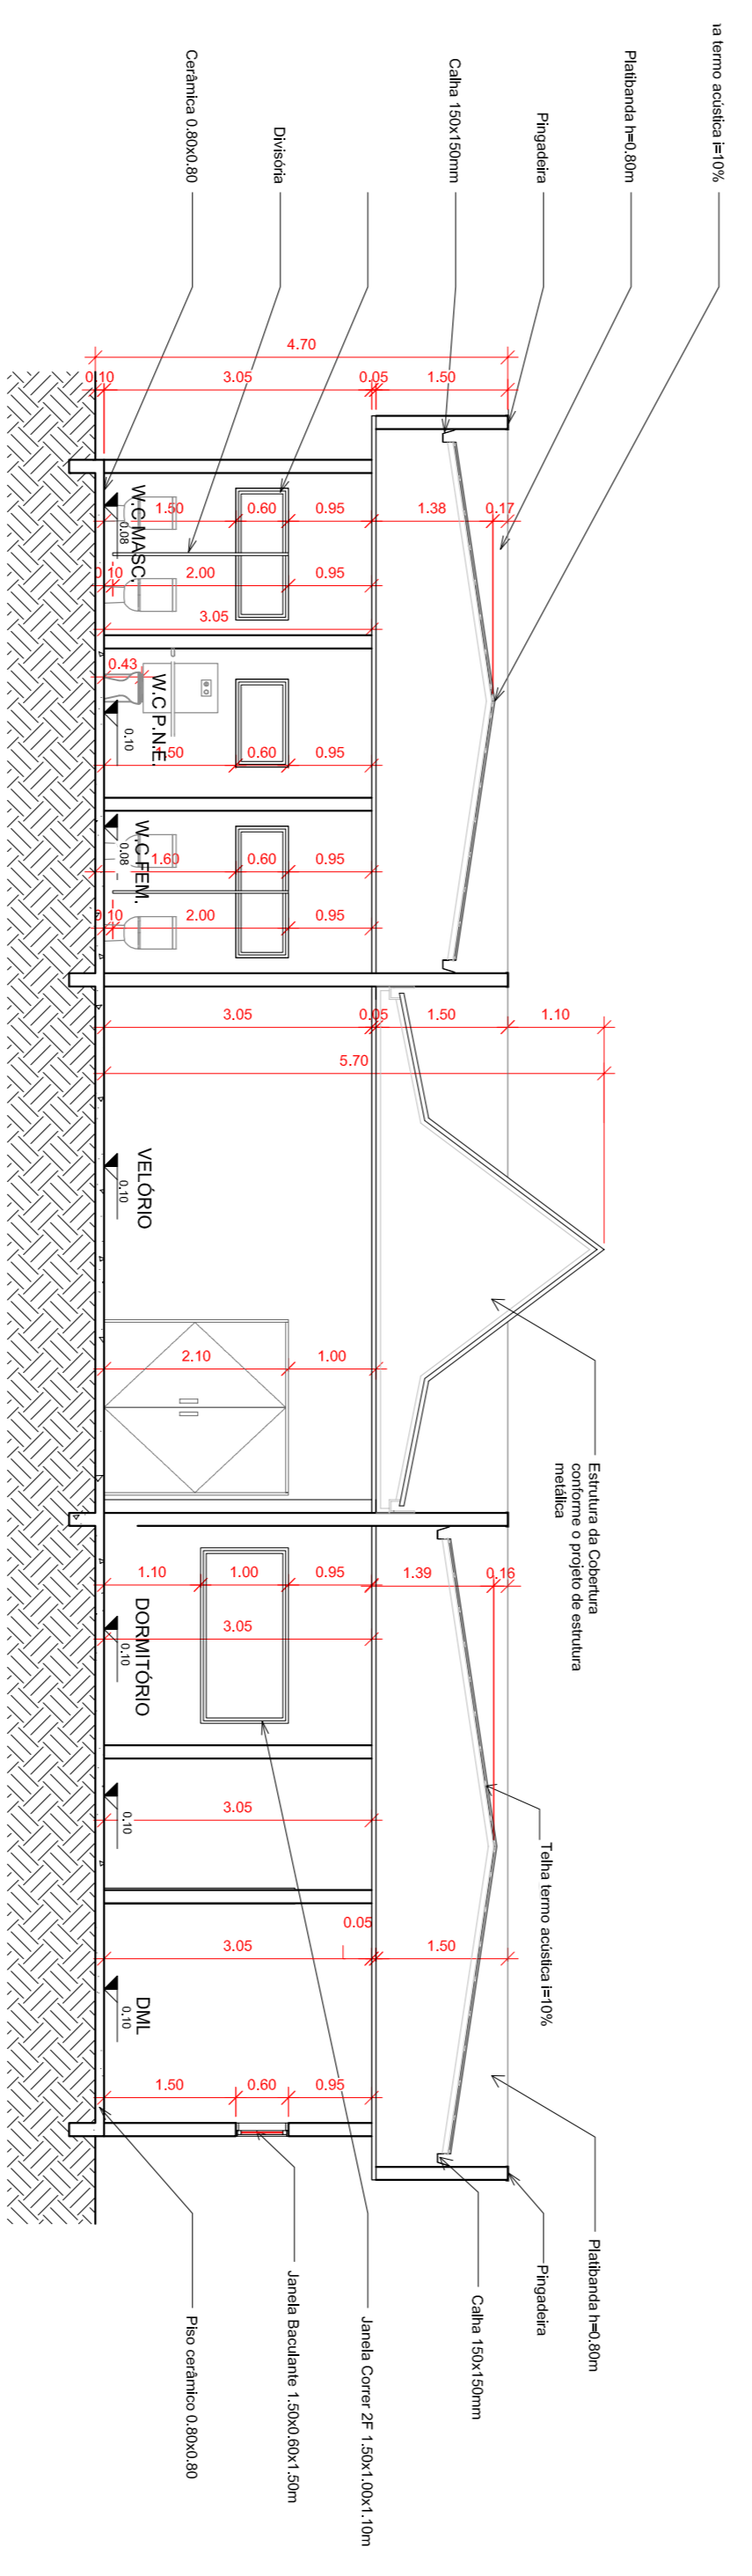 na termo acústica i=10%
Platibanda h=0.80m
Pingadeira
Calha 150x150mm
Divisória
Cerâmica 0.80x0.80
4.70
0.10
3.05
0.05
1.50
1.50
0.60
0.95
1.38
0.17
W.C MASC.
0.08
0.10
2.00
0.95
3.05
0.43
W.C P.N.E.
0.10
1.50
0.60
0.95
W.C FEM.
0.08
1.60
0.60
0.95
0.10
2.00
0.95
3.05
0.05
1.50
1.10
5.70
VELÓRIO
0.10
2.10
1.00
Estrutura da Cobertura
conforme o projeto de estrutura
metálica
1.10
1.00
0.95
1.39
0.16
DORMITÓRIO
0.10
3.05
0.10
3.05
Telha termo acústica i=10%
0.05
3.05
1.50
DML
0.10
1.50
0.60
0.95
Platibanda h=0.80m
Pingadeira
Calha 150x150mm
Janela Correr 2F 1.50x1.00x1.10m
Janela Baculante 1.50x0.60x1.50m
Piso cerâmico 0.80x0.80